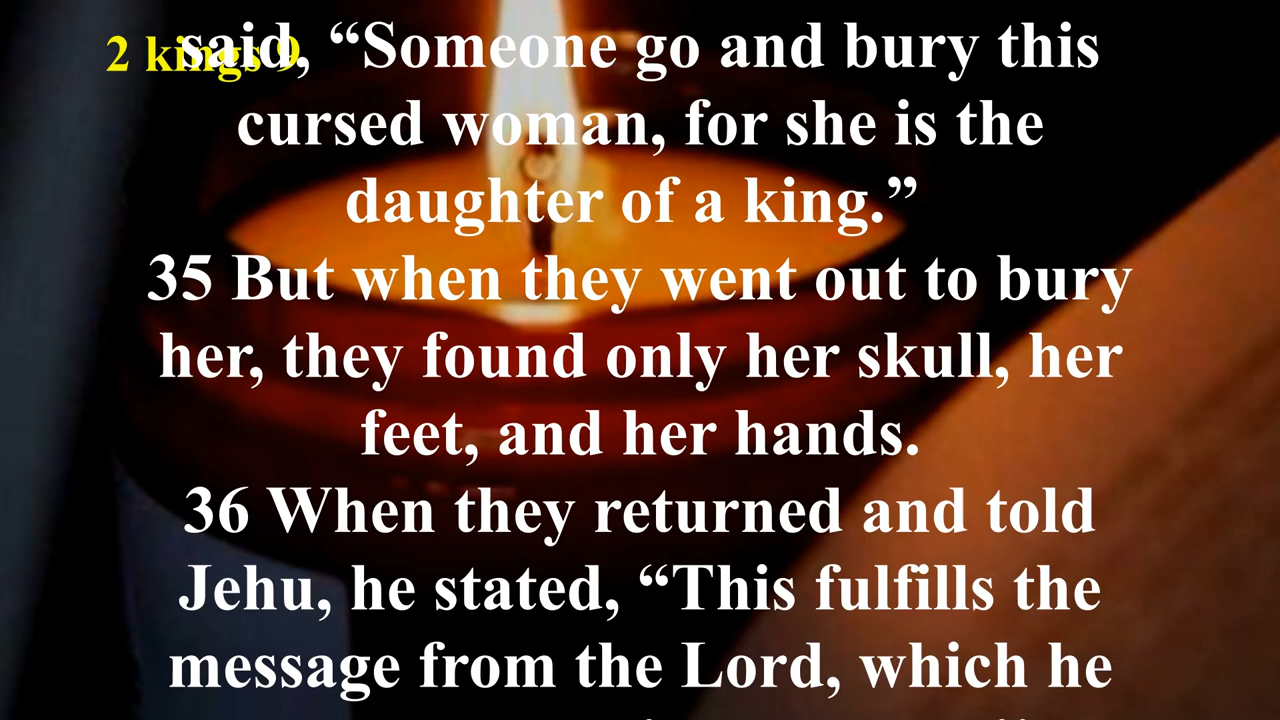 2 kings 9
said, “Someone go and bury this
cursed woman, for she is the
daughter of a king.”
35 But when they went out to bury
her, they found only her skull, her
feet, and her hands.
36 When they returned and told
Jehu, he stated, “This fulfills the
message from the Lord, which he